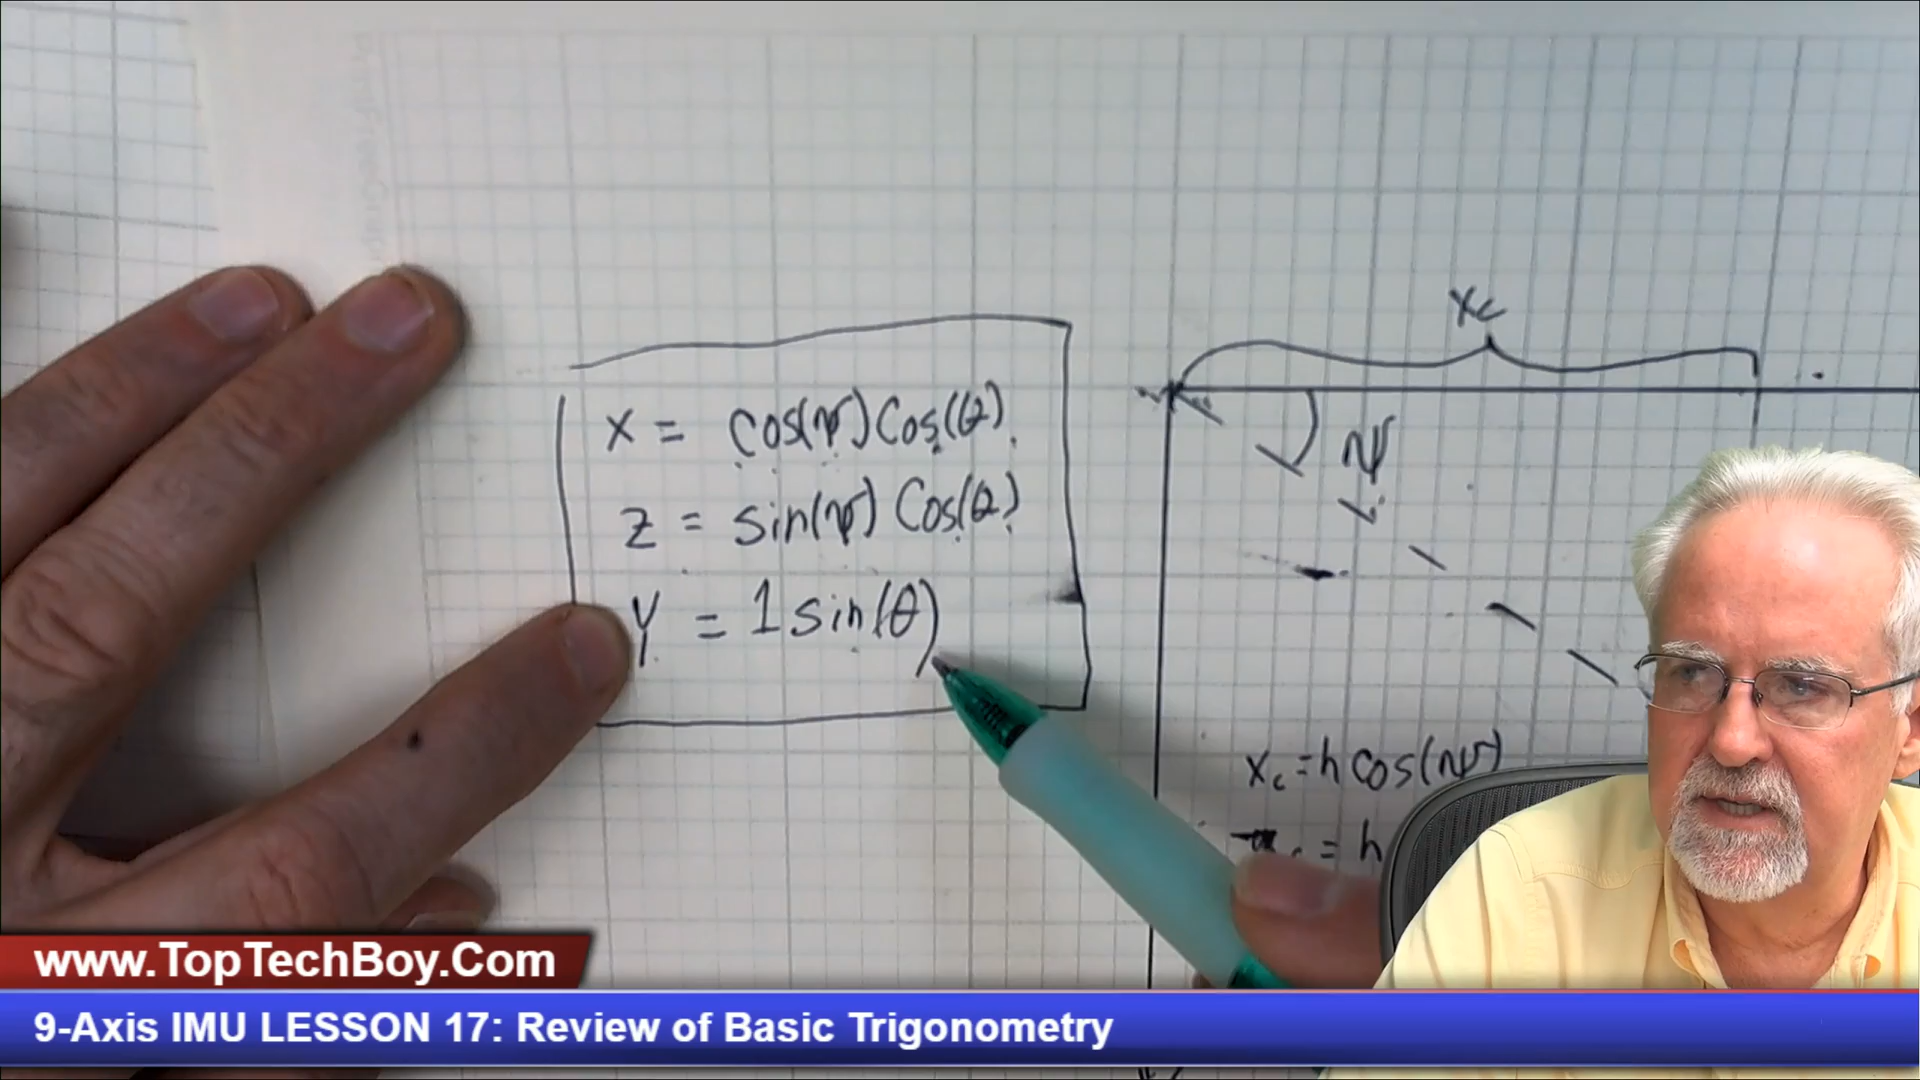 x = cos(ψ) Cos(θ)
z = sin(ψ) Cos(θ)
Y = 1 sin(θ)
xc
ψ
xc = h cos(ψ)
= h
www.TopTechBoy.Com
9-Axis IMU LESSON 17: Review of Basic Trigonometry